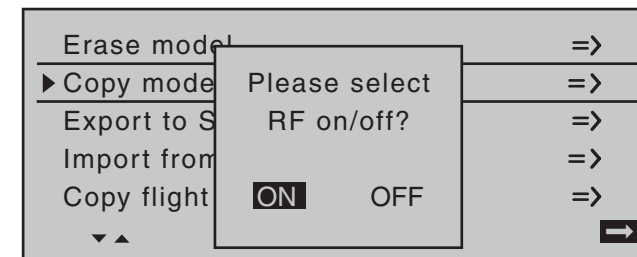 Erase model =>
Copy mode =>
Export to S =>
Import from =>
Copy flight =>
Please select
RF on/off?
ON OFF